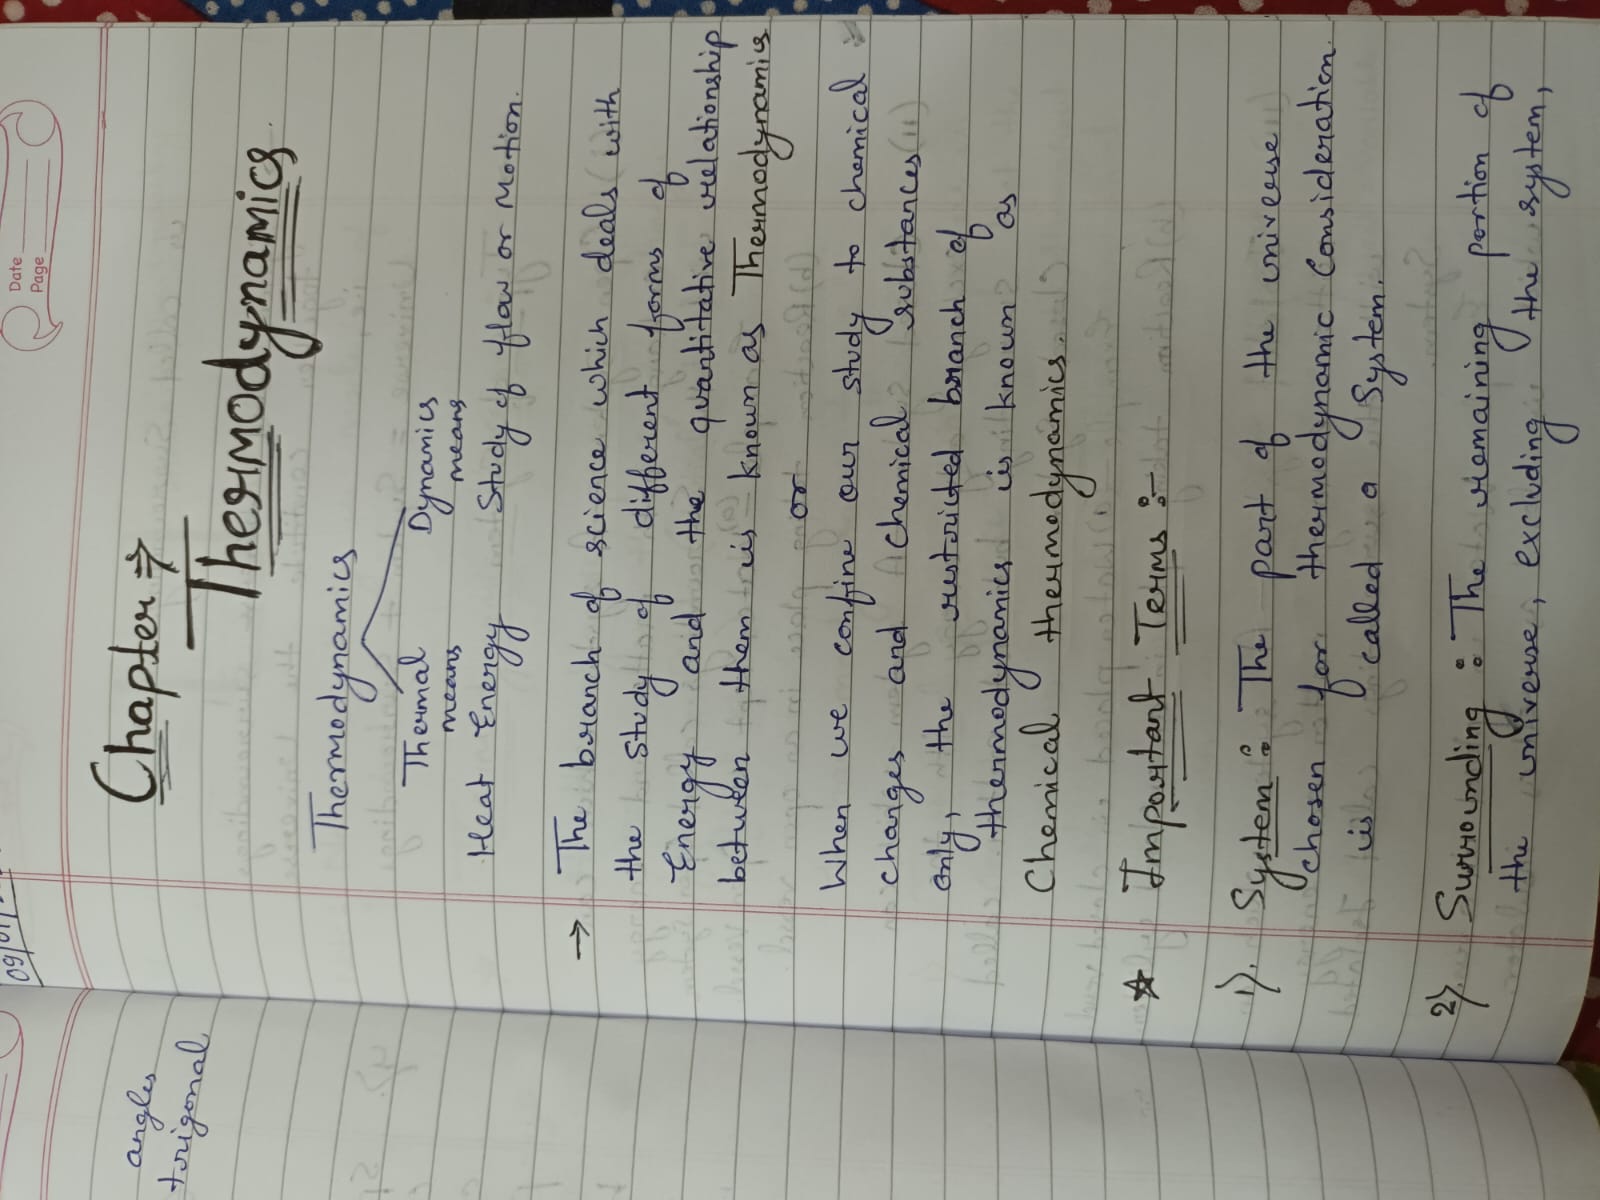 Date
Page
Chapter ⇒
Thermodynamics.
Thermodynamics
Thermal Dynamics
means means
Heat Energy Study of flow or Motion.
→ The branch of science which deals with
the study of different forms of
Energy and the quantitative relationship
between them is known as Thermodynamics
or
When we confine our study to chemical
changes and chemical substances
only, the restricted branch of
thermodynamics is known as
Chemical thermodynamics.
☆ Important Terms :-
1). System : The part of the universe
chosen for thermodynamic Consideration.
is called a System.
2). Surrounding : The remaining portion of
the universe, excluding the system,
angles
trigonal